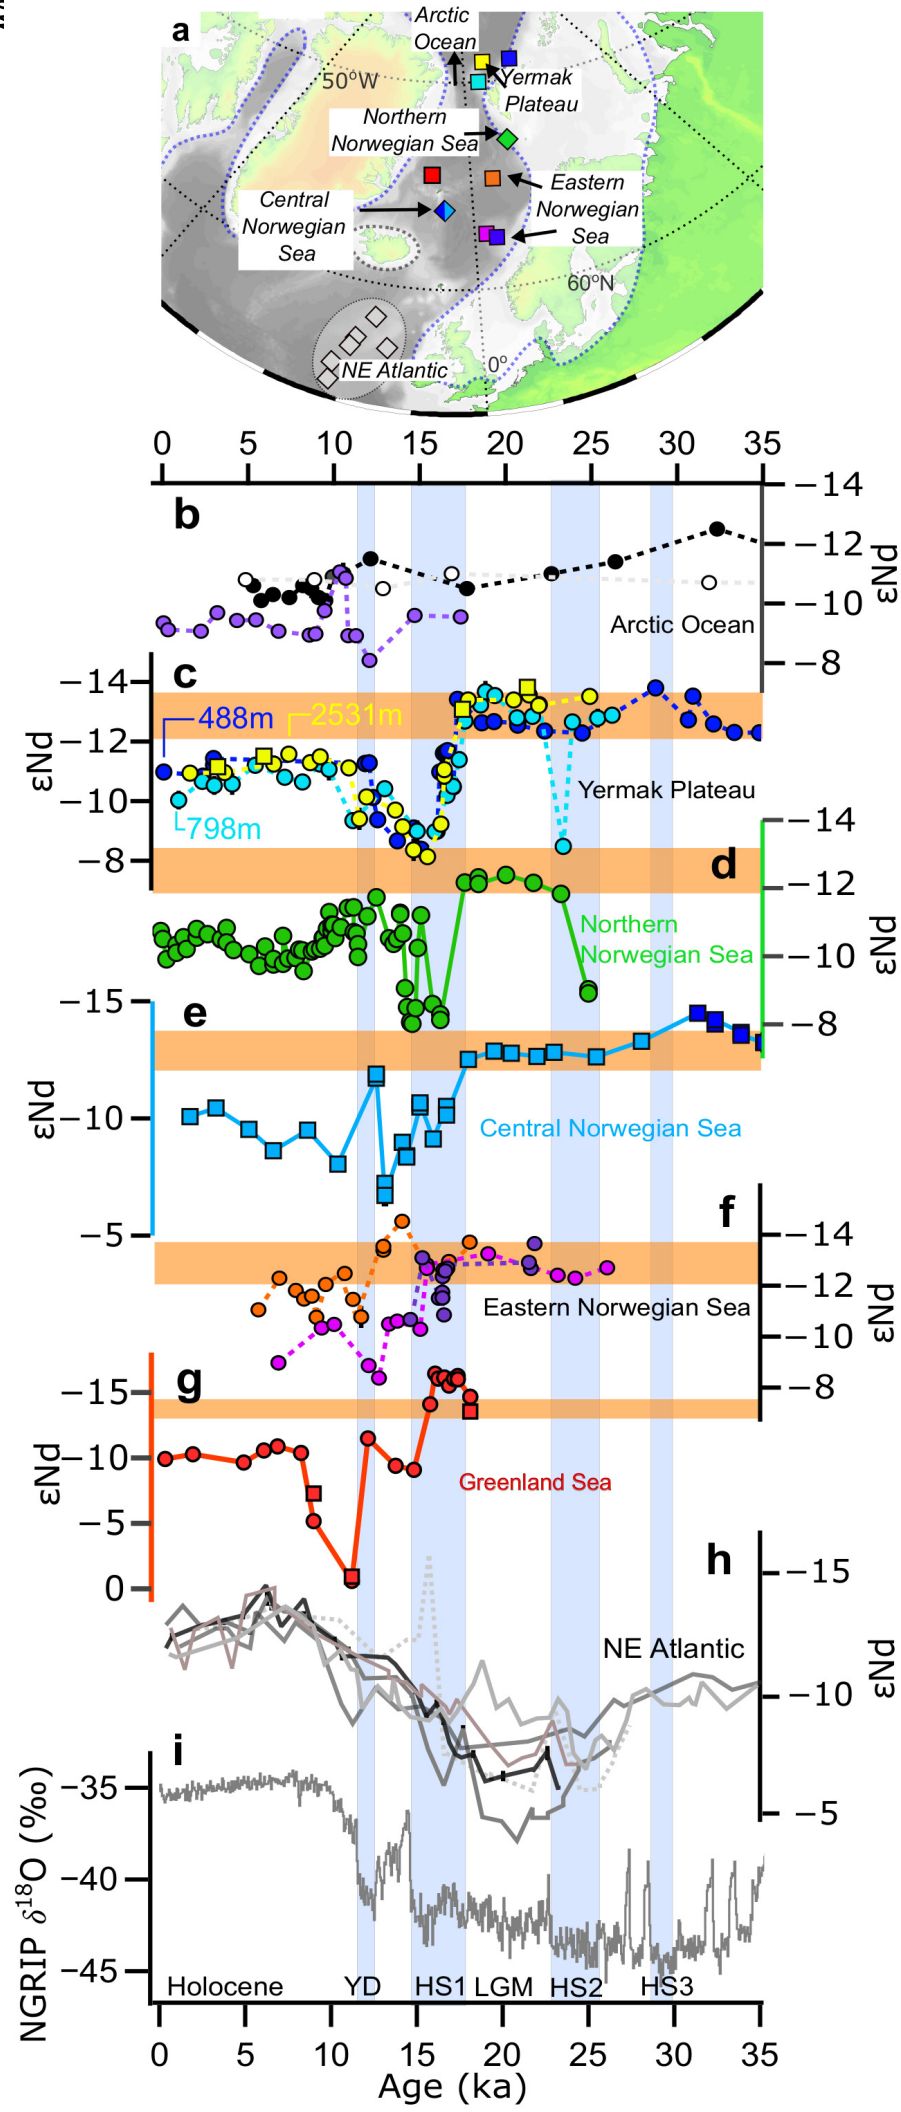 a
Arctic
Ocean
50°W
Yermak
Plateau
Northern
Norwegian Sea
Central
Norwegian
Sea
Eastern
Norwegian
Sea
60°N
NE Atlantic
0°
0 5 10 15 20 25 30 35
b
−14
−12
−10
−8
εNd
Arctic Ocean
c
−14
−12
−10
−8
εNd
488m
2531m
798m
Yermak Plateau
d
−14
−12
−10
−8
εNd
Northern
Norwegian Sea
e
−15
−10
−5
εNd
Central Norwegian Sea
f
−14
−12
−10
−8
εNd
Eastern Norwegian Sea
g
−15
−10
−5
0
εNd
Greenland Sea
h
−15
−10
−5
εNd
NE Atlantic
i
−35
−40
−45
NGRIP δ18O (‰)
Holocene YD HS1 LGM HS2 HS3
0 5 10 15 20 25 30 35
Age (ka)